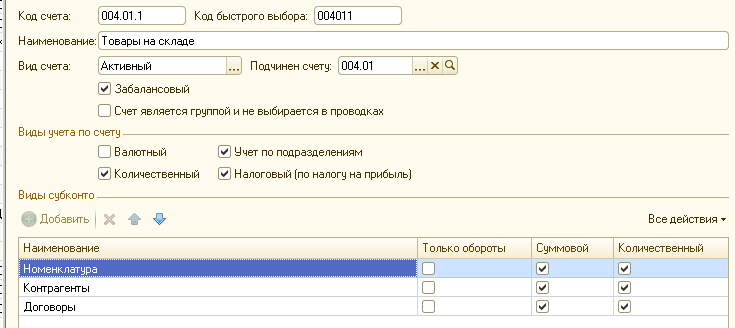 Код счета: 004.01.1 Код быстрого выбора: 004011
Наименование: Товары на складе
Вид счета: Активный ... Подчинен счету: 004.01 ...
Забалансовый
Счет является группой и не выбирается в проводках
Виды учета по счету
Валютный Учет по подразделениям
Количественный Налоговый (по налогу на прибыль)
Виды субконто
Добавить Все действия
Наименование Только обороты Суммовой Количественный
Номенклатура
Контрагенты
Договоры